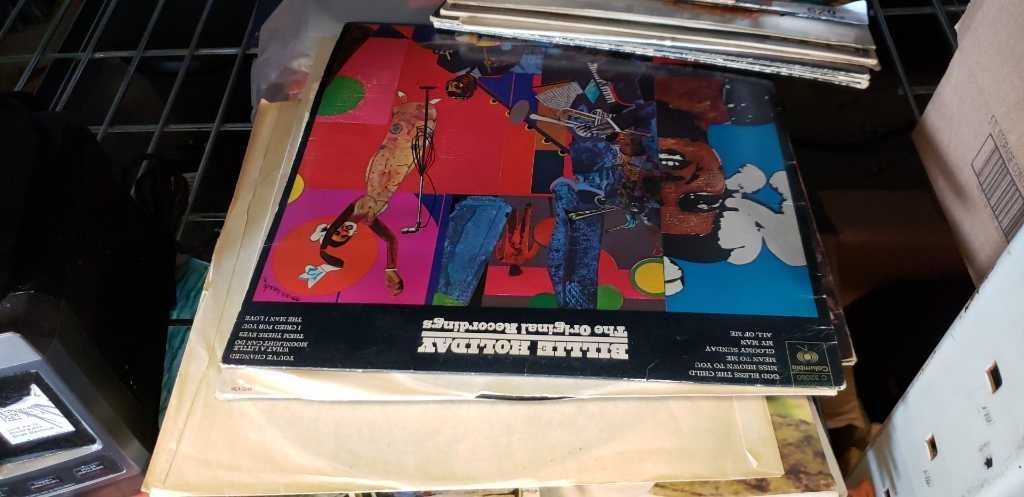 Columbia
C 32060
GOD BLESS THE CHILD
MISS BROWN TO YOU
MEAN TO ME
GLOOMY SUNDAY
MY MAN
ALL OF ME
BILLIE HOLIDAY
The Original Recordings
YOU'VE CHANGED
WHAT A LITTLE
MOONLIGHT CAN DO
THEM THERE EYES
I CRIED FOR YOU
THE MAN I LOVE